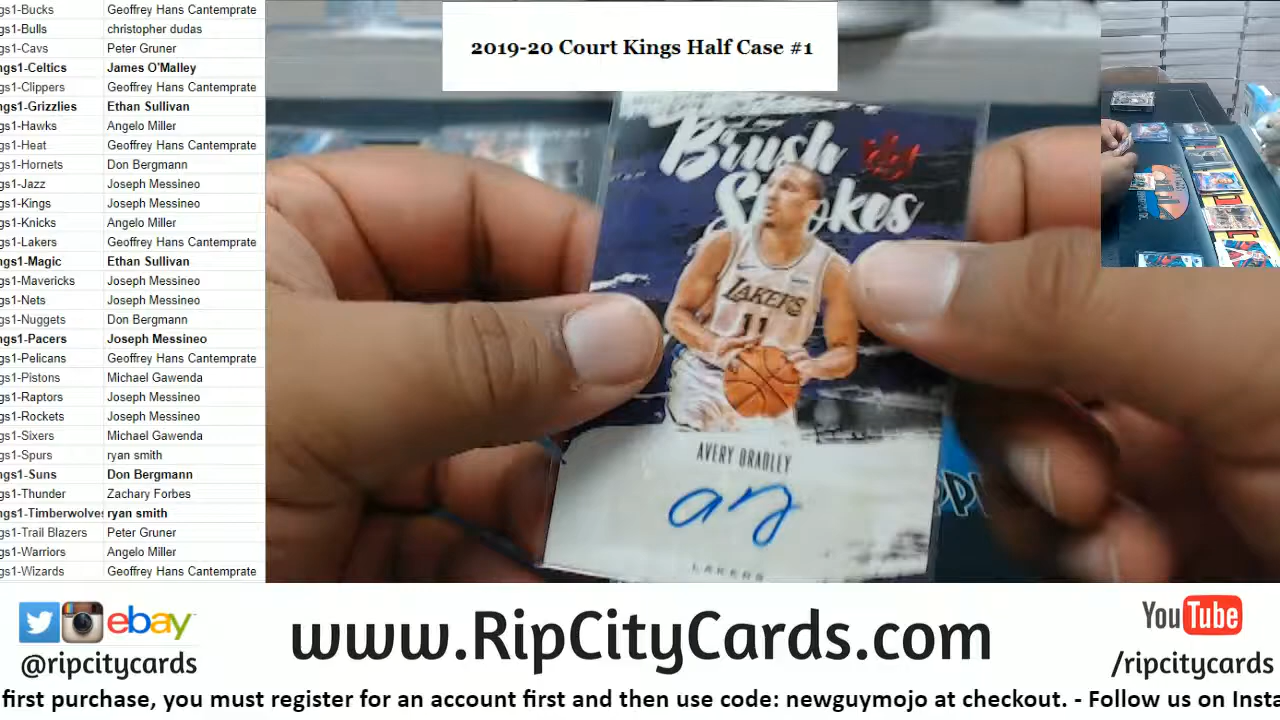 gs1-Bucks Geoffrey Hans Cantemprate
gs1-Bulls christopher dudas
gs1-Cavs Peter Gruner
ngs1-Celtics James O'Malley
gs1-Clippers Geoffrey Hans Cantemprate
ngs1-Grizzlies Ethan Sullivan
gs1-Hawks Angelo Miller
gs1-Heat Geoffrey Hans Cantemprate
gs1-Hornets Don Bergmann
gs1-Jazz Joseph Messineo
gs1-Kings Joseph Messineo
gs1-Knicks Angelo Miller
gs1-Lakers Geoffrey Hans Cantemprate
ngs1-Magic Ethan Sullivan
gs1-Mavericks Joseph Messineo
gs1-Nets Joseph Messineo
gs1-Nuggets Don Bergmann
ngs1-Pacers Joseph Messineo
gs1-Pelicans Geoffrey Hans Cantemprate
gs1-Pistons Michael Gawenda
gs1-Raptors Joseph Messineo
gs1-Rockets Joseph Messineo
gs1-Sixers Michael Gawenda
gs1-Spurs ryan smith
ngs1-Suns Don Bergmann
gs1-Thunder Zachary Forbes
ngs1-Timberwolves ryan smith
gs1-Trail Blazers Peter Gruner
gs1-Warriors Angelo Miller
gs1-Wizards Geoffrey Hans Cantemprate
2019-20 Court Kings Half Case #1
Brush
Strokes
LAKERS
11
AVERY BRADLEY
LAKERS
ebay
@ripcitycards
www.RipCityCards.com
YouTube
/ripcitycards
first purchase, you must register for an account first and then use code: newguymojo at checkout. - Follow us on Insta